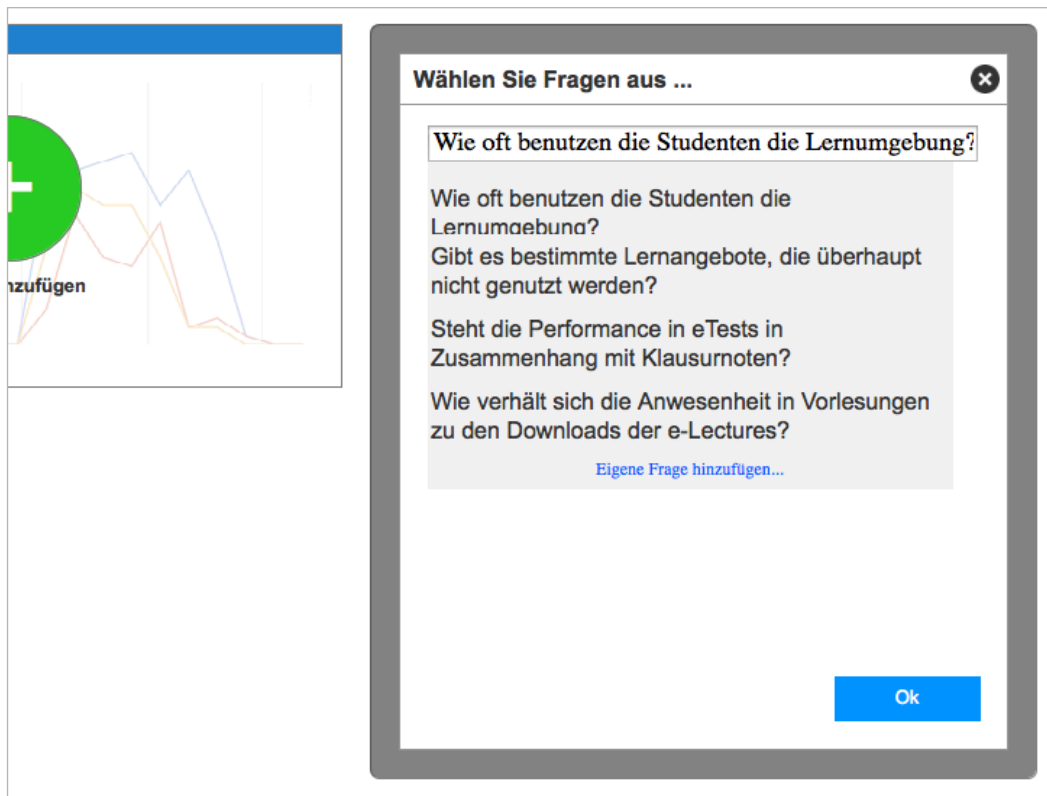 nzufügen
Wählen Sie Fragen aus ...
Wie oft benutzen die Studenten die Lernumgebung?
Wie oft benutzen die Studenten die
Lernumgebung?
Gibt es bestimmte Lernangebote, die überhaupt
nicht genutzt werden?
Steht die Performance in eTests in
Zusammenhang mit Klausurnoten?
Wie verhält sich die Anwesenheit in Vorlesungen
zu den Downloads der e-Lectures?
Eigene Frage hinzufügen...
Ok